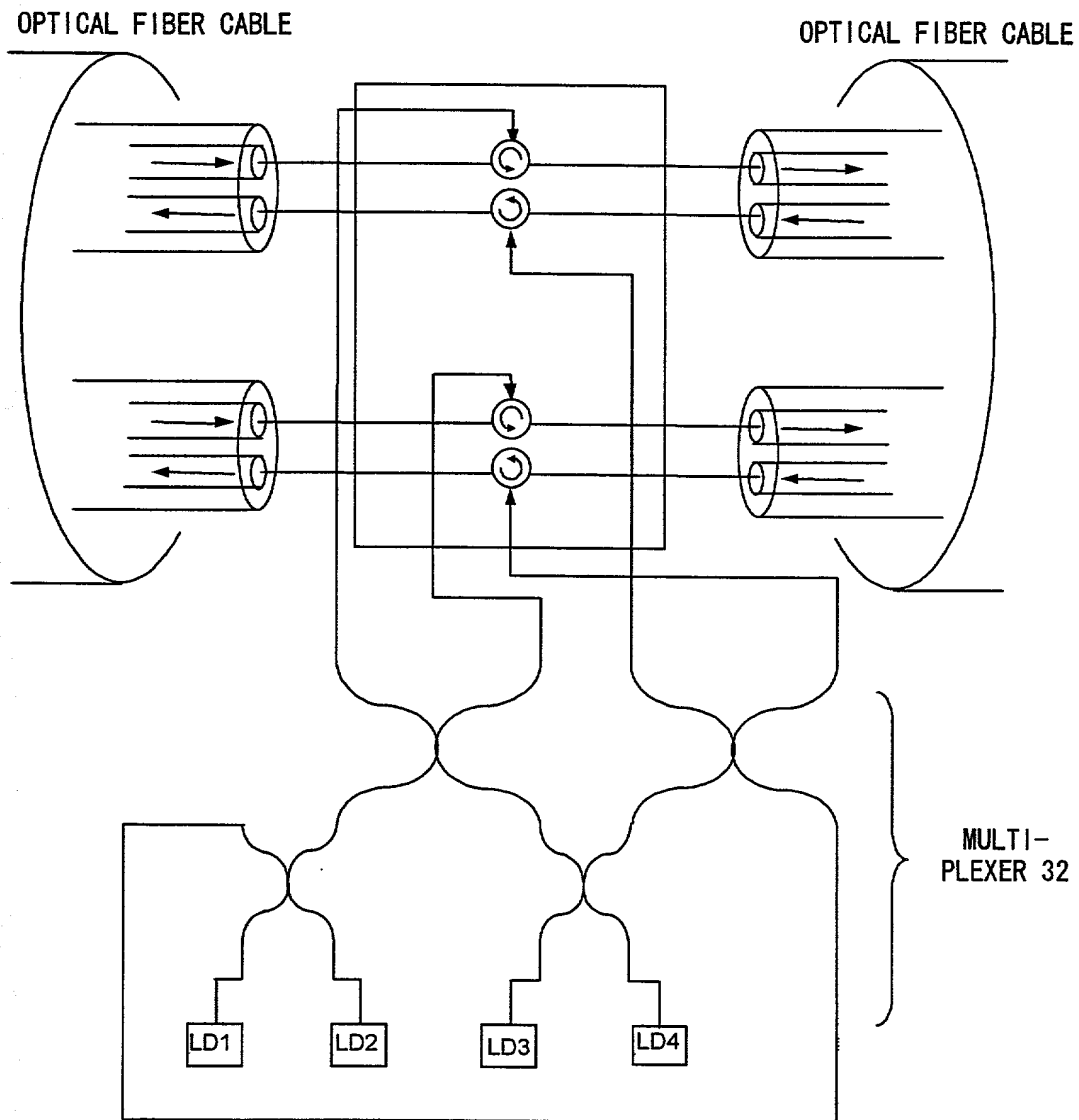 OPTICAL FIBER CABLE
OPTICAL FIBER CABLE
MULTI-
PLEXER 32
LD1
LD2
LD3
LD4